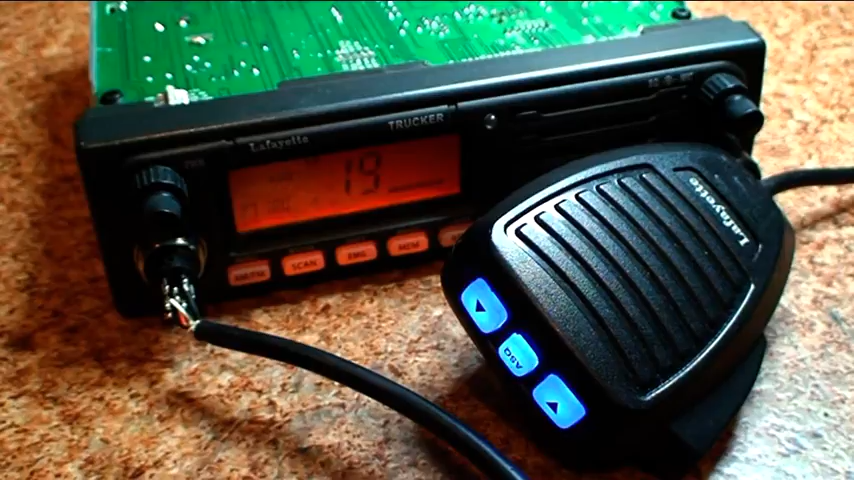 Lafayette
TRUCKER
19
SCAN
EMG
MEM
Lafayette
ASQ